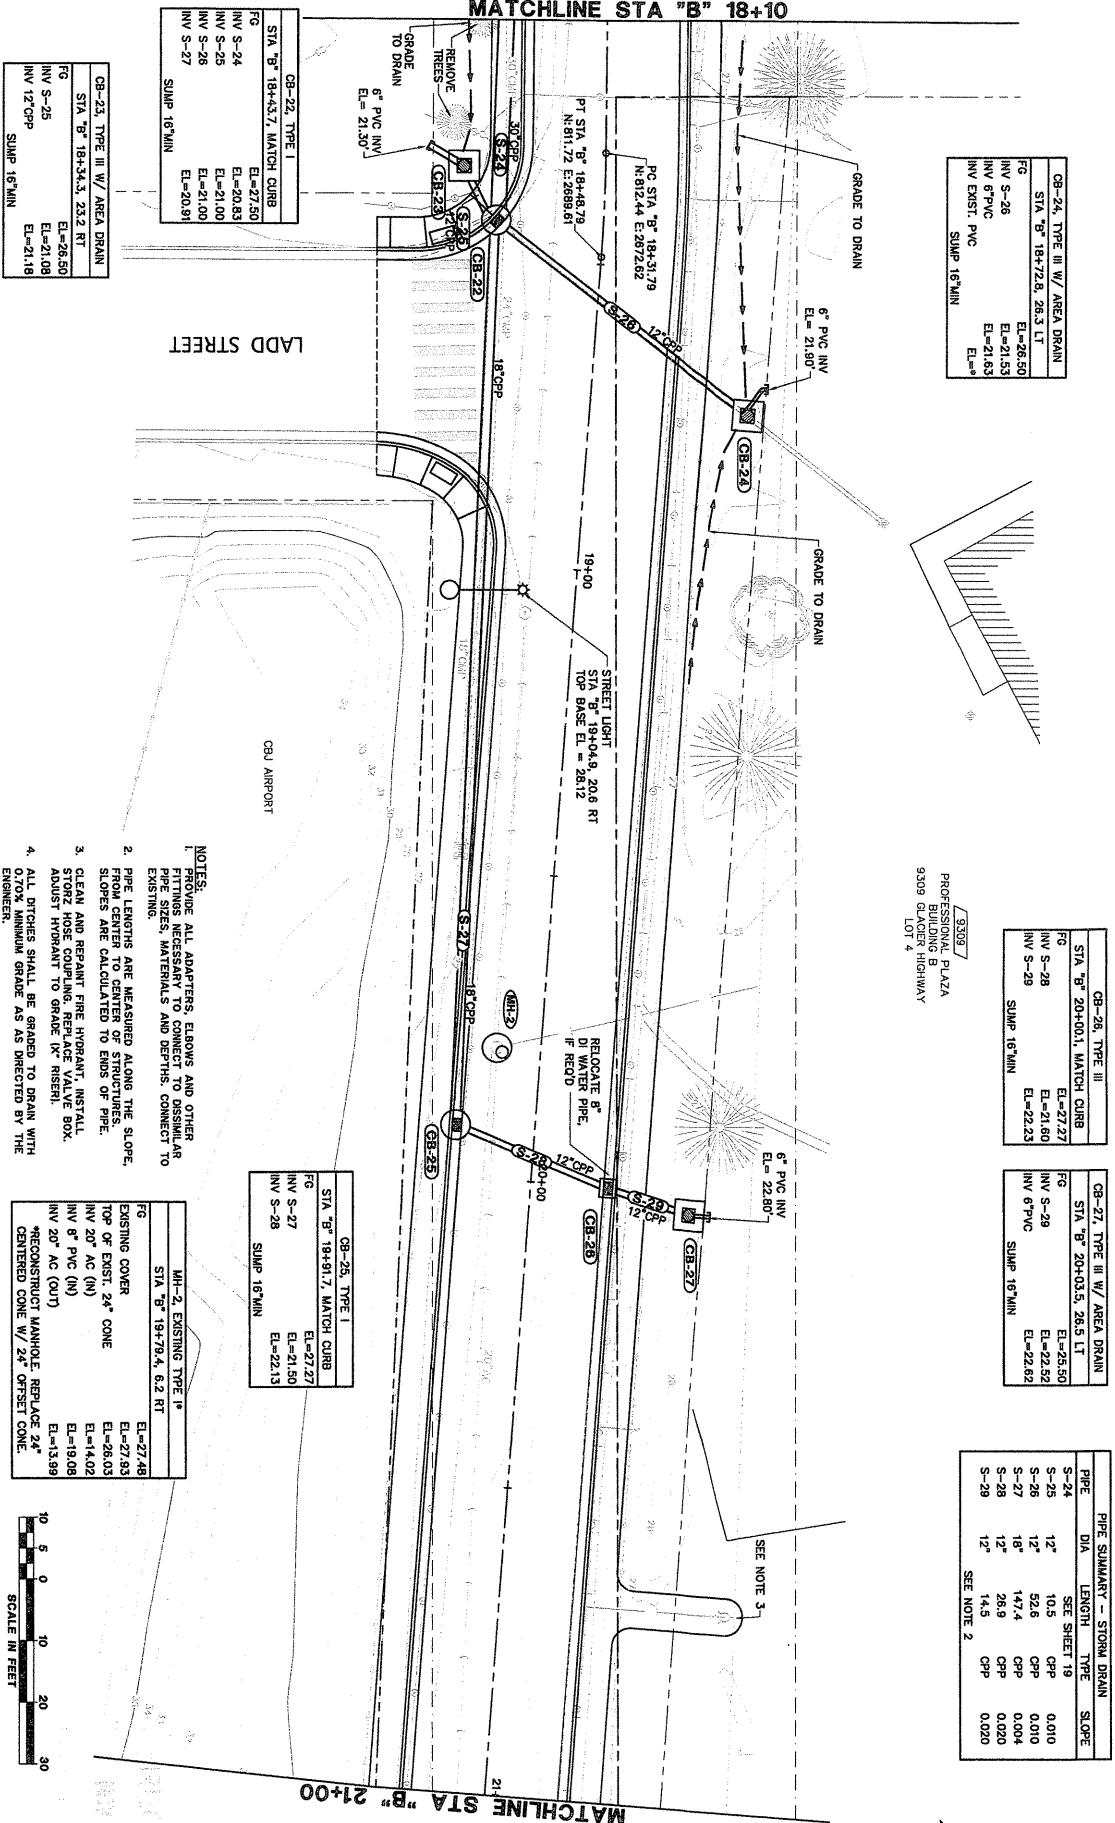 MATCHLINE STA "B" 18+10
CB-22, TYPE I
STA "B" 18+43.7, MATCH CURB
FG EL=27.50
INV S-24 EL=20.83
INV S-25 EL=21.00
INV S-26 EL=21.00
INV S-27 EL=20.91
SUMP 16"MIN
CB-23, TYPE III W/ AREA DRAIN
STA "B" 18+34.3, 23.2 RT
FG EL=26.50
INV S-25 EL=21.08
INV 12"CPP EL=21.18
SUMP 16"MIN
CB-24, TYPE III W/ AREA DRAIN
STA "B" 18+72.8, 26.3 LT
FG EL=26.50
INV S-26 EL=21.53
INV 6"PVC EL=21.63
INV EXIST. PVC EL=*
SUMP 16"MIN
CB-26, TYPE III
STA "B" 20+00.1, MATCH CURB
FG EL=27.27
INV S-28 EL=21.60
INV S-29 EL=22.23
SUMP 16"MIN
CB-27, TYPE III W/ AREA DRAIN
STA "B" 20+03.5, 26.5 LT
FG EL=25.50
INV S-29 EL=22.52
INV 6"PVC EL=22.62
SUMP 16"MIN
PIPE SUMMARY - STORM DRAIN
PIPE DIA LENGTH TYPE SLOPE
S-24 SEE SHEET 19
S-25 12" 10.5 CPP 0.010
S-26 12" 52.6 CPP 0.010
S-27 18" 147.4 CPP 0.004
S-28 12" 26.9 CPP 0.020
S-29 12" 14.5 CPP 0.020
SEE NOTE 2
GRADE TO DRAIN
6" PVC INV
EL= 21.90'
PC STA "B" 18+31.79
N:812.44 E:2672.62
PT STA "B" 18+48.79
N:811.72 E:2689.61
REMOVE
TREES
GRADE
TO DRAIN
6" PVC INV
EL= 21.30'
30"CPP
S-24
CB-23
S-25
12"CPP
CB-22
S-26
12"CPP
CB-24
18"CPP
LADD STREET
GRADE TO DRAIN
19+00
STREET LIGHT
STA "B" 19+04.9, 20.6 RT
TOP BASE EL = 28.12
18"CMP
CBJ AIRPORT
9309
PROFESSIONAL PLAZA
BUILDING B
9309 GLACIER HIGHWAY
LOT 4
S-27
18"CPP
MH-2
RELOCATE 8"
DI WATER PIPE,
IF REQ'D
6" PVC INV
EL= 22.80'
CB-25
S-28
12"CPP
20+00
S-29
12"CPP
CB-26
CB-27
SEE NOTE 3
NOTES:
1. PROVIDE ALL ADAPTERS, ELBOWS AND OTHER
FITTINGS NECESSARY TO CONNECT TO DISSIMILAR
PIPE SIZES, MATERIALS AND DEPTHS. CONNECT TO
EXISTING.
2. PIPE LENGTHS ARE MEASURED ALONG THE SLOPE,
FROM CENTER TO CENTER OF STRUCTURES.
SLOPES ARE CALCULATED TO ENDS OF PIPE.
3. CLEAN AND REPAINT FIRE HYDRANT, INSTALL
STORZ HOSE COUPLING, REPLACE VALVE BOX.
ADJUST HYDRANT TO GRADE RISER).
4. ALL DITCHES SHALL BE GRADED TO DRAIN WITH
0.70% MINIMUM GRADE AS AS DIRECTED BY THE
ENGINEER.
CB-25, TYPE I
STA "B" 19+91.7, MATCH CURB
FG EL=27.27
INV S-27 EL=21.50
INV S-28 EL=22.13
SUMP 16"MIN
MH-2, EXISTING TYPE I*
STA "B" 19+79.4, 6.2 RT
FG EL=27.48
EXISTING COVER EL=27.93
TOP OF EXIST. 24" CONE EL=26.03
INV 20" AC (IN) EL=14.02
INV 8" PVC (IN) EL=19.08
INV 20" AC (OUT) EL=13.99
*RECONSTRUCT MANHOLE. REPLACE 24"
CENTERED CONE W/ 24" OFFSET CONE.
10 5 0 10 20 30
SCALE IN FEET
MATCHLINE STA "B" 21+00